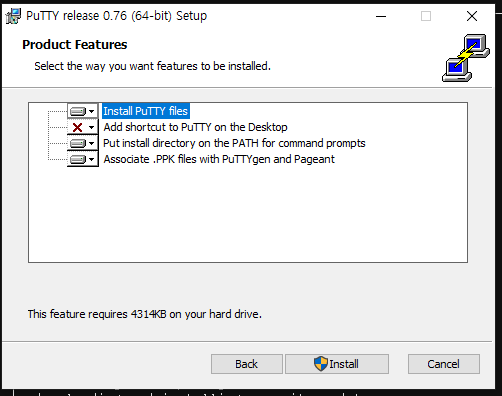 PuTTY release 0.76 (64-bit) Setup
Product Features
Select the way you want features to be installed.
Install PuTTY files
Add shortcut to PuTTY on the Desktop
Put install directory on the PATH for command prompts
Associate .PPK files with PuTTYgen and Pageant
This feature requires 4314KB on your hard drive.
Back
Install
Cancel